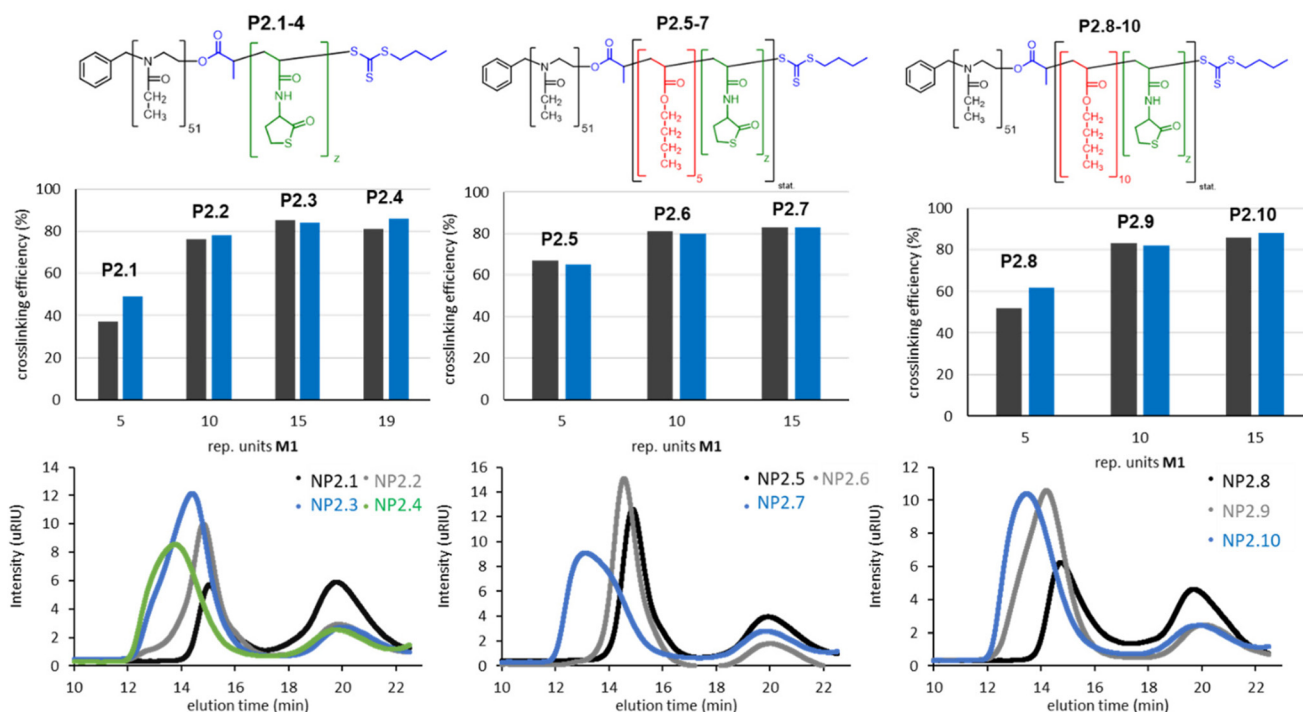 P2.1-4
N
CH2
CH3
51
O
O
O
NH
O
S
z
S
S
S
P2.5-7
N
O
CH2
CH3
51
O
O
O
O
CH2
CH2
CH2
CH3
5
O
NH
O
S
z
stat.
S
S
S
P2.8-10
N
O
CH2
CH3
51
O
O
O
O
CH2
CH2
CH2
CH3
10
O
NH
O
S
z
stat.
S
S
S
crosslinking efficiency (%)
100
80
60
40
20
0
P2.1
P2.2
P2.3
P2.4
5 10 15 19
rep. units M1
crosslinking efficiency (%)
100
80
60
40
20
0
P2.5
P2.6
P2.7
5 10 15
rep. units M1
crosslinking efficiency (%)
100
80
60
40
20
0
P2.8
P2.9
P2.10
5 10 15
rep. units M1
Intensity (uRIU)
14
12
10
8
6
4
2
0
NP2.1 NP2.2
NP2.3 NP2.4
10 12 14 16 18 20 22
elution time (min)
Intensity (uRIU)
16
14
12
10
8
6
4
2
0
NP2.5 NP2.6
NP2.7
10 12 14 16 18 20 22
elution time (min)
Intensity (uRIU)
12
10
8
6
4
2
0
NP2.8
NP2.9
NP2.10
10 12 14 16 18 20 22
elution time (min)